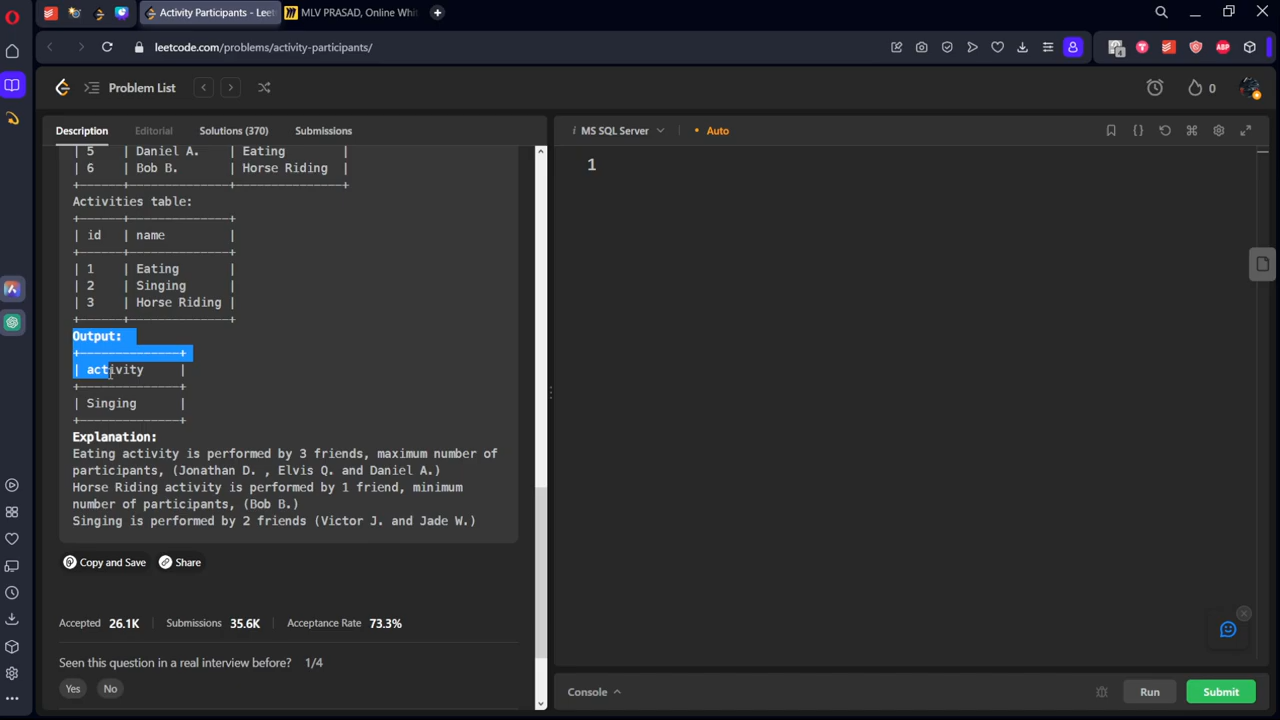 Activity Participants - Leet
MLV PRASAD, Online Whit
leetcode.com/problems/activity-participants/
4
ABP
Problem List
0
Description
Editorial
Solutions (370)
Submissions
| 5    | Daniel A.   | Eating        |
| 6    | Bob B.      | Horse Riding  |
+------+-------------+---------------+
Activities table:
+------+--------------+
| id   | name         |
+------+--------------+
| 1    | Eating       |
| 2    | Singing      |
| 3    | Horse Riding |
+------+--------------+
Output:
+--------------+
| activity     |
+--------------+
| Singing      |
+--------------+
Explanation:
Eating activity is performed by 3 friends, maximum number of
participants, (Jonathan D. , Elvis Q. and Daniel A.)
Horse Riding activity is performed by 1 friend, minimum
number of participants, (Bob B.)
Singing is performed by 2 friends (Victor J. and Jade W.)
Copy and Save
Share
Accepted 26.1K
Submissions 35.6K
Acceptance Rate 73.3%
Seen this question in a real interview before? 1/4
Yes
No
i MS SQL Server
• Auto
1
Console
Run
Submit